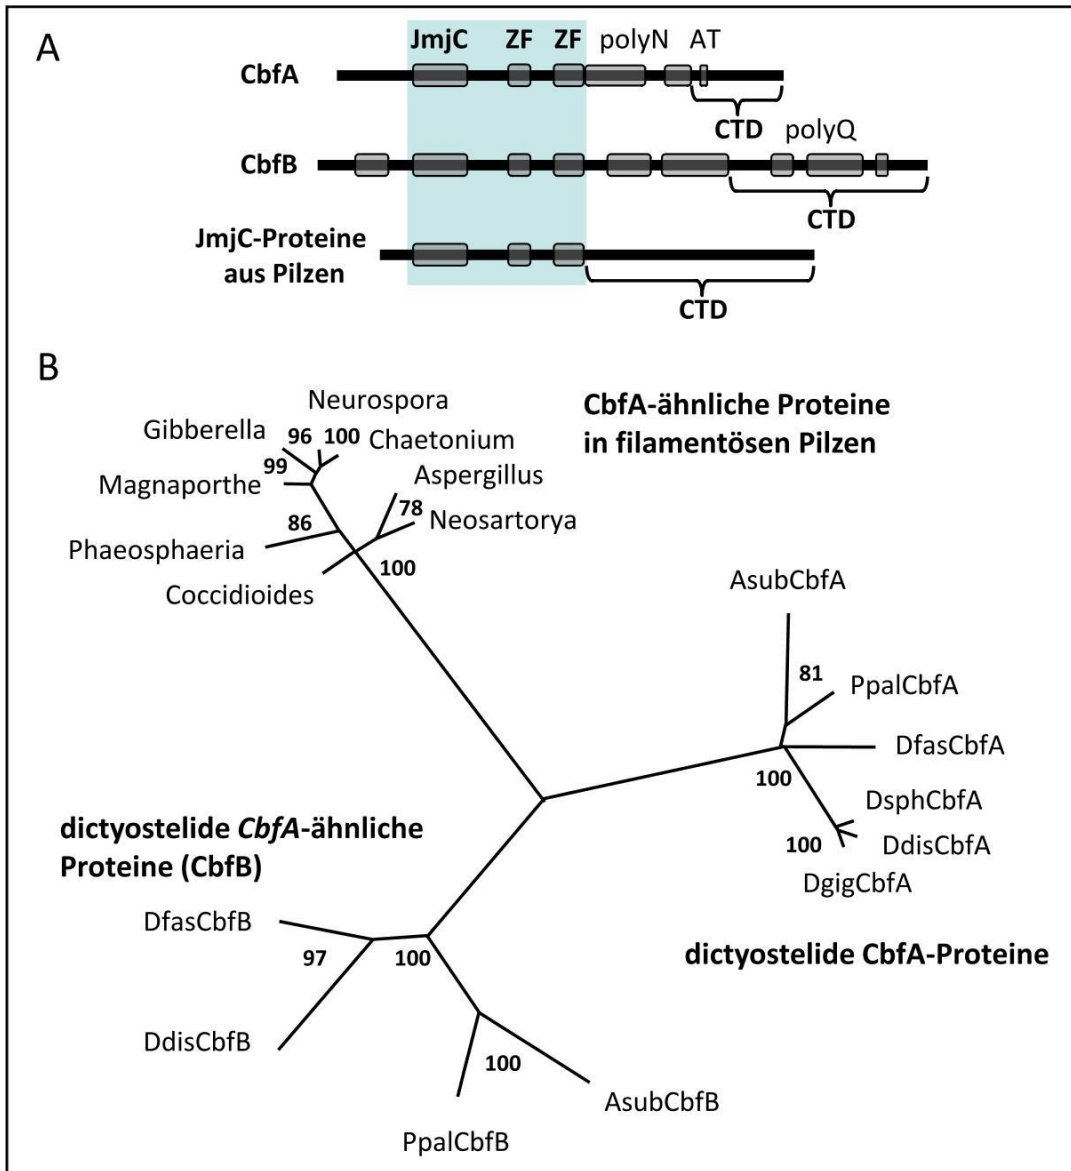 A
JmjC ZF ZF polyN AT
CbfA
CTD
polyQ
CbfB
CTD
JmjC-Proteine
aus Pilzen
CTD
B
CbfA-ähnliche Proteine
in filamentösen Pilzen
Neurospora
Gibberella 96 100 Chaetonium
99 Aspergillus
Magnaporthe 78 Neosartorya
86
Phaeosphaeria
100
Coccidioides
AsubCbfA
81
PpalCbfA
DfasCbfA
100
DsphCbfA
100 DdisCbfA
DgigCbfA
dictyostelide CbfA-ähnliche
Proteine (CbfB)
dictyostelide CbfA-Proteine
DfasCbfB
97 100
DdisCbfB
100
AsubCbfB
PpalCbfB